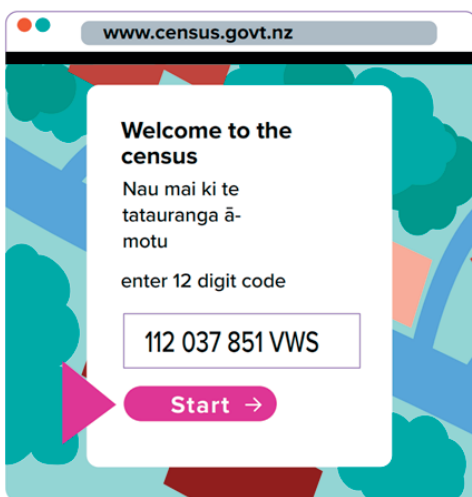 www.census.govt.nz
Welcome to the
census
Nau mai ki te
tatauranga ā-
motu
enter 12 digit code
112 037 851 VWS
Start →